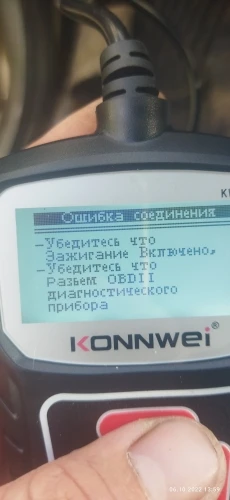 Ошибка соединения
-Убедитесь что
Зажигание Включено,
-Убедитесь что
Разъем OBDII
диагностического
прибора
KONNWEI®